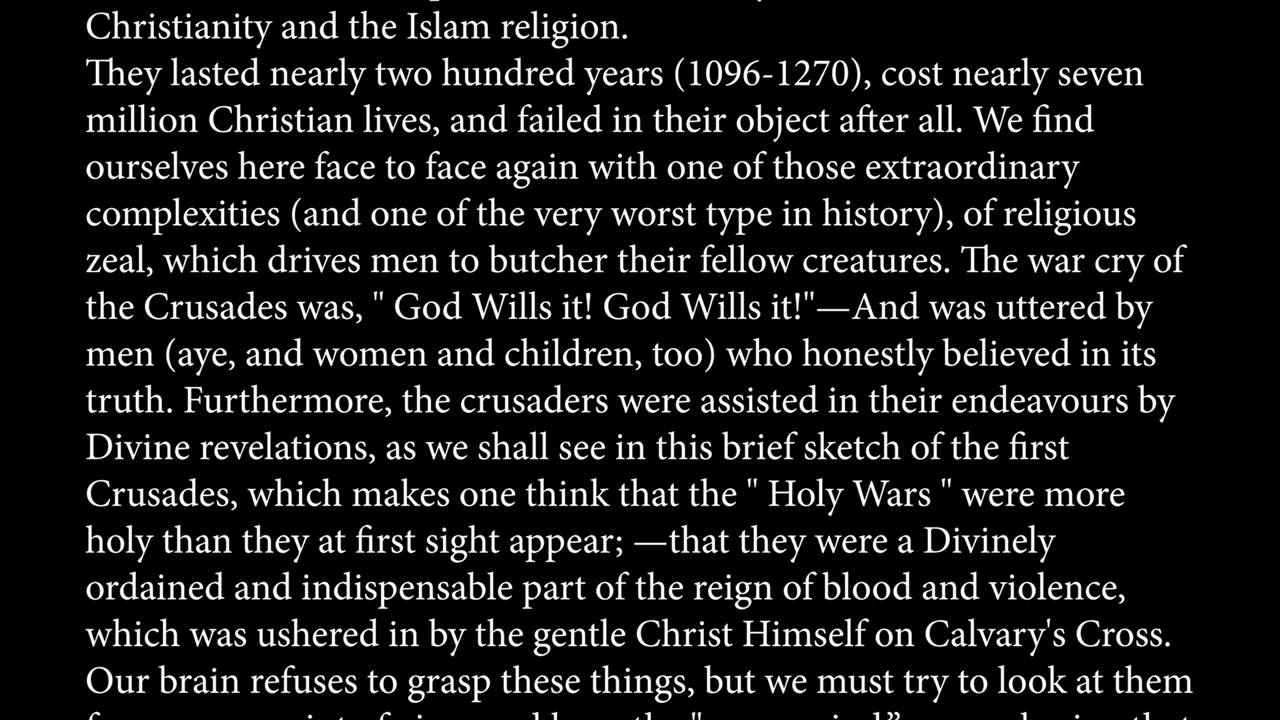 Christianity and the Islam religion.
They lasted nearly two hundred years (1096-1270), cost nearly seven
million Christian lives, and failed in their object after all. We find
ourselves here face to face again with one of those extraordinary
complexities (and one of the very worst type in history), of religious
zeal, which drives men to butcher their fellow creatures. The war cry of
the Crusades was, " God Wills it! God Wills it!"—And was uttered by
men (aye, and women and children, too) who honestly believed in its
truth. Furthermore, the crusaders were assisted in their endeavours by
Divine revelations, as we shall see in this brief sketch of the first
Crusades, which makes one think that the " Holy Wars " were more
holy than they at first sight appear; —that they were a Divinely
ordained and indispensable part of the reign of blood and violence,
which was ushered in by the gentle Christ Himself on Calvary's Cross.
Our brain refuses to grasp these things, but we must try to look at them